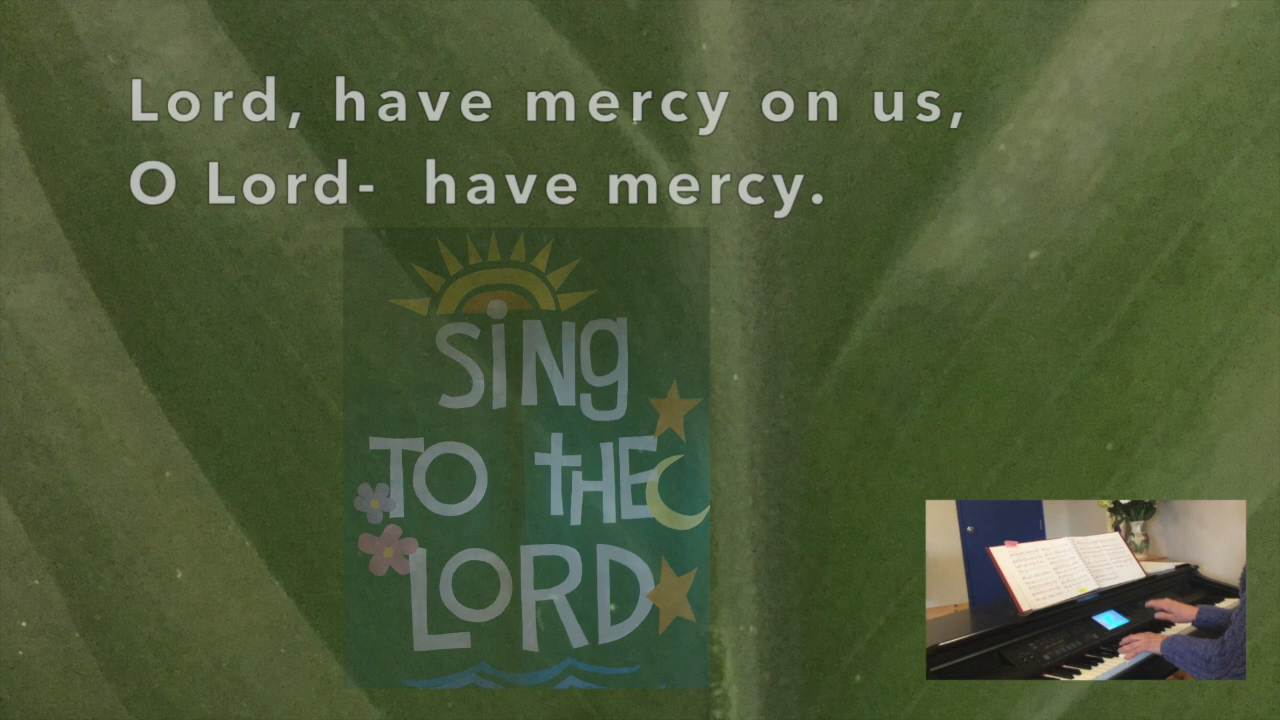 Lord, have mercy on us,
O Lord-  have mercy.
SiNg
TO tHE
LORD